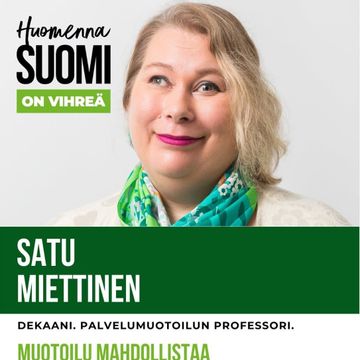 Huomenna
SUOMI
ON VIHREÄ
SATU
MIETTINEN
DEKAANI. PALVELUMUOTOILUN PROFESSORI.
MUOTOILU MAHDOLLISTAA